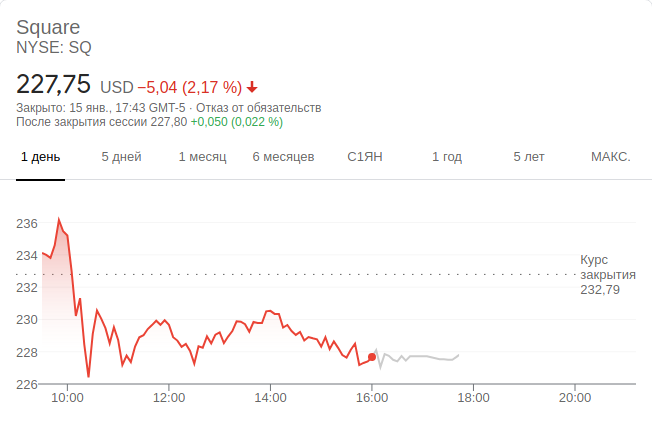 Square
NYSE: SQ
227,75 USD −5,04 (2,17 %)
Закрыто: 15 янв., 17:43 GMT-5 · Отказ от обязательств
После закрытия сессии 227,80 +0,050 (0,022 %)
1 день 5 дней 1 месяц 6 месяцев С1ЯН 1 год 5 лет МАКС.
236
234
232
230
228
226
Курс
закрытия
232,79
10:00 12:00 14:00 16:00 18:00 20:00